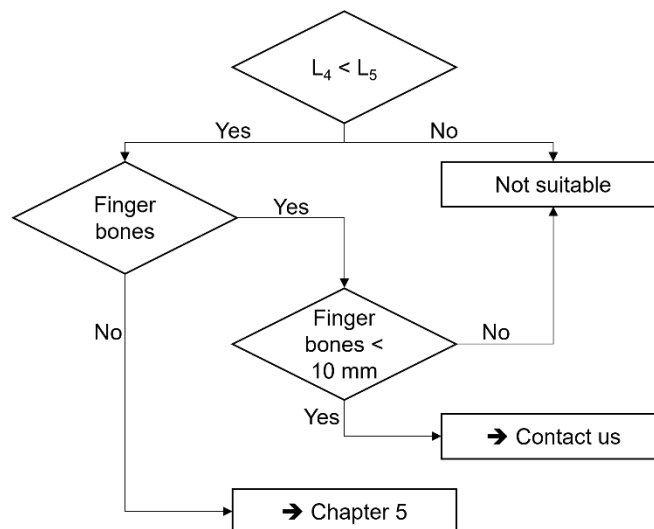 L₄ < L₅
Yes
No
Not suitable
Finger
bones
Yes
No
Finger
bones <
10 mm
No
Yes
➔ Contact us
➔ Chapter 5